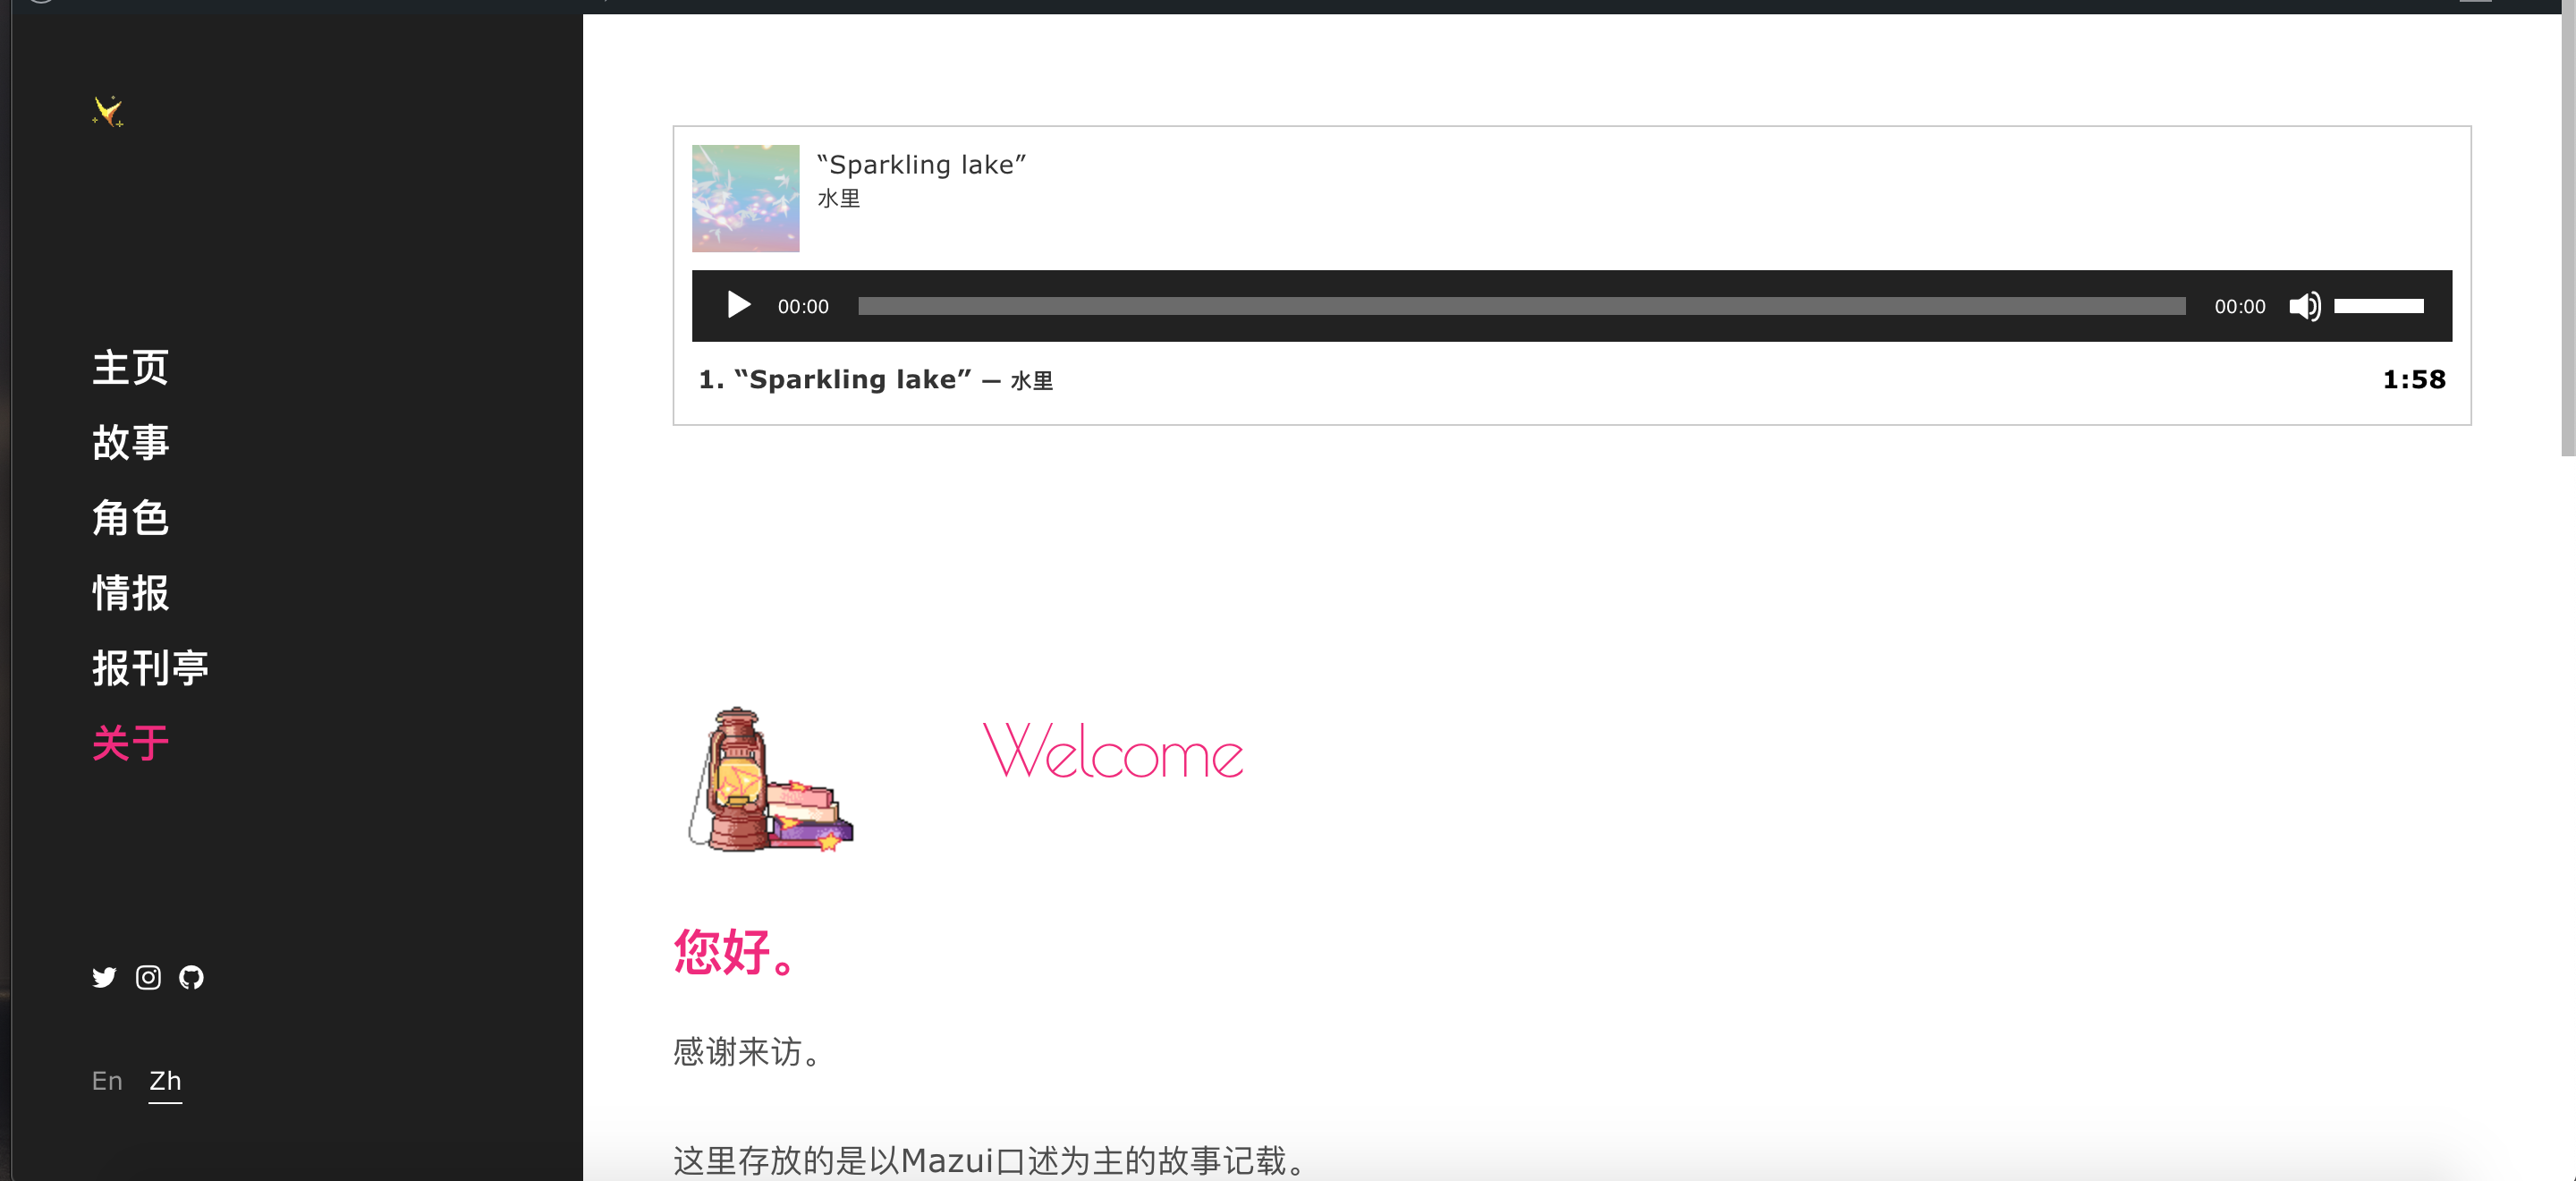 主页
故事
角色
情报
报刊亭
关于
En Zh
“Sparkling lake”
水里
00:00 00:00
1. “Sparkling lake” — 水里 1:58
Welcome
您好。
感谢来访。
这里存放的是以Mazui口述为主的故事记载。